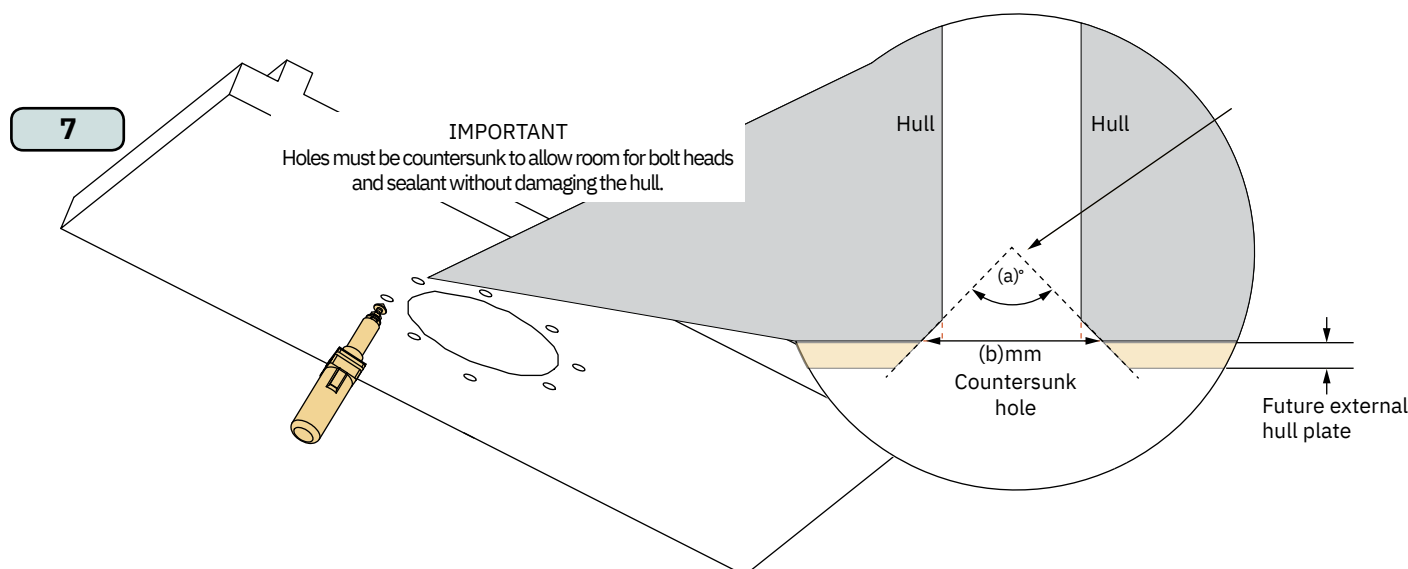 7
IMPORTANT
Holes must be countersunk to allow room for bolt heads
and sealant without damaging the hull.
Hull
Hull
(a)°
(b)mm
Countersunk
hole
Future external
hull plate